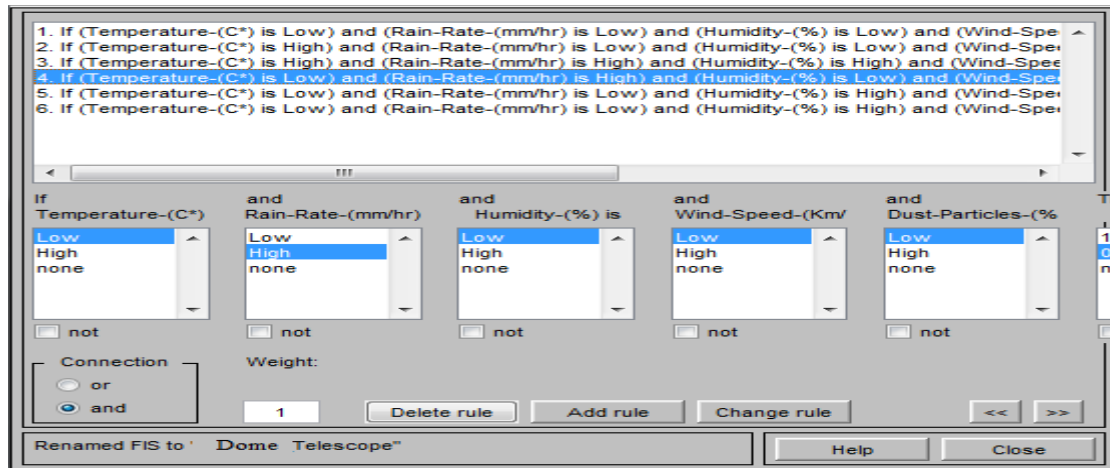 1. If (Temperature-(C*) is Low) and (Rain-Rate-(mm/hr) is Low) and (Humidity-(%) is Low) and (Wind-Spe
2. If (Temperature-(C*) is High) and (Rain-Rate-(mm/hr) is Low) and (Humidity-(%) is Low) and (Wind-Spe
3. If (Temperature-(C*) is High) and (Rain-Rate-(mm/hr) is High) and (Humidity-(%) is High) and (Wind-Spee
4. If (Temperature-(C*) is Low) and (Rain-Rate-(mm/hr) is High) and (Humidity-(%) is Low) and (Wind-Spee
5. If (Temperature-(C*) is Low) and (Rain-Rate-(mm/hr) is Low) and (Humidity-(%) is High) and (Wind-Spe
6. If (Temperature-(C*) is Low) and (Rain-Rate-(mm/hr) is Low) and (Humidity-(%) is High) and (Wind-Spe
If and and and and
Temperature-(C*) Rain-Rate-(mm/hr) Humidity-(%) is Wind-Speed-(Km/ Dust-Particles-(% T
Low Low Low Low Low 1
High High High High High 0
none none none none none n
not not not not not
Connection Weight:
or
and 1 Delete rule Add rule Change rule << >>
Renamed FIS to ' Dome Telescope" Help Close